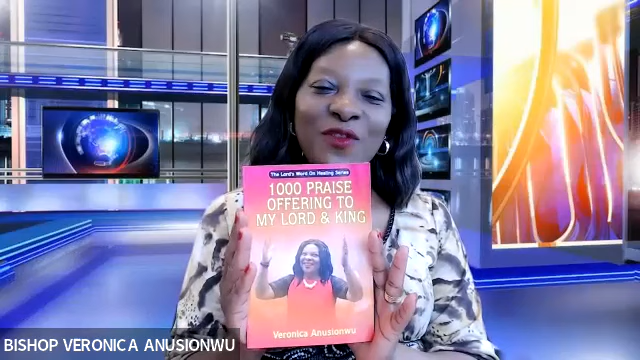 The Lord's Word On Healing Series
1000 PRAISE
OFFERING TO
MY LORD & KING
Veronica Anusionwu
BISHOP VERONICA ANUSIONWU